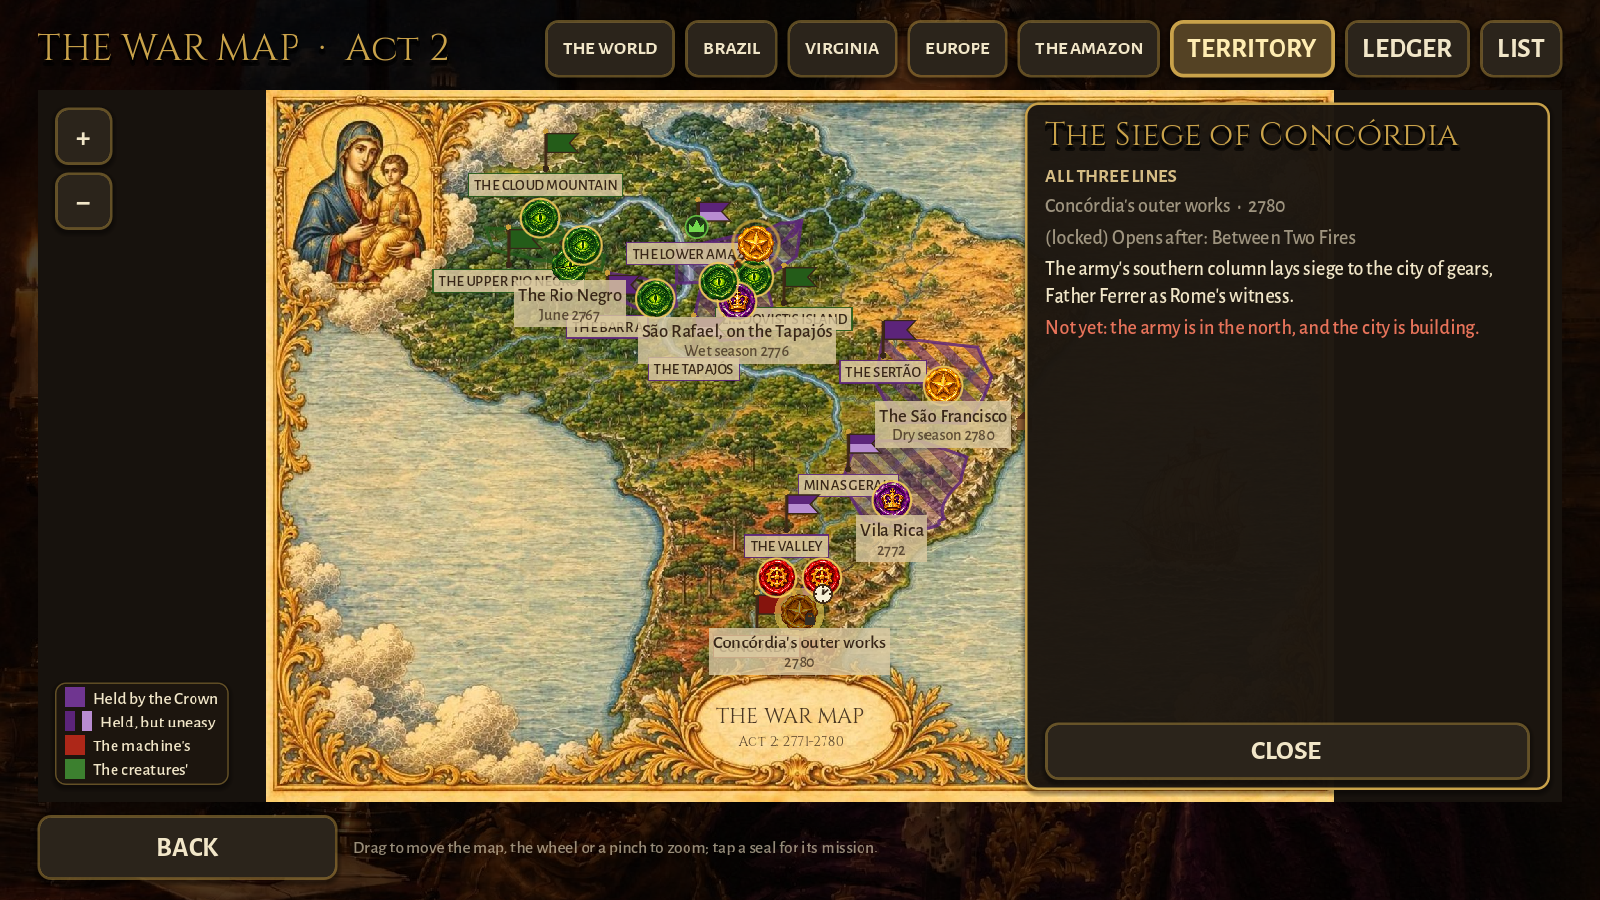 THE WAR MAP · ACT 2
THE WORLD
BRAZIL
VIRGINIA
EUROPE
THE AMAZON
TERRITORY
LEDGER
LIST
+
−
THE CLOUD MOUNTAIN
THE LOWER
THE UPPER RIO
The Rio Negro
June 2767
THE BARRA
ISLAND
São Rafael, on the Tapajós
Wet season 2776
THE TAPAJOS
THE SERTÃO
The São Francisco
Dry season 2780
MINAS
Vila Rica
2772
THE VALLEY
Concórdia's outer works
2780
THE WAR MAP
ACT 2: 2771-2780
Held by the Crown
Held, but uneasy
The machine's
The creatures'
THE SIEGE OF CONCÓRDIA
ALL THREE LINES
Concórdia's outer works · 2780
(locked) Opens after: Between Two Fires
The army's southern column lays siege to the city of gears,
Father Ferrer as Rome's witness.
Not yet: the army is in the north, and the city is building.
CLOSE
BACK
Drag to move the map, the wheel or a pinch to zoom; tap a seal for its mission.